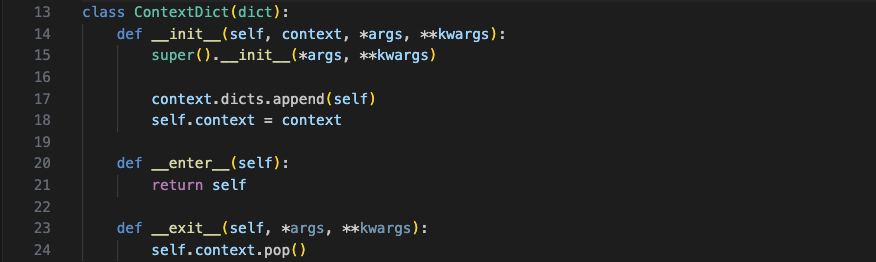 13 class ContextDict(dict):
14     def __init__(self, context, *args, **kwargs):
15         super().__init__(*args, **kwargs)
16
17         context.dicts.append(self)
18         self.context = context
19
20     def __enter__(self):
21         return self
22
23     def __exit__(self, *args, **kwargs):
24         self.context.pop()